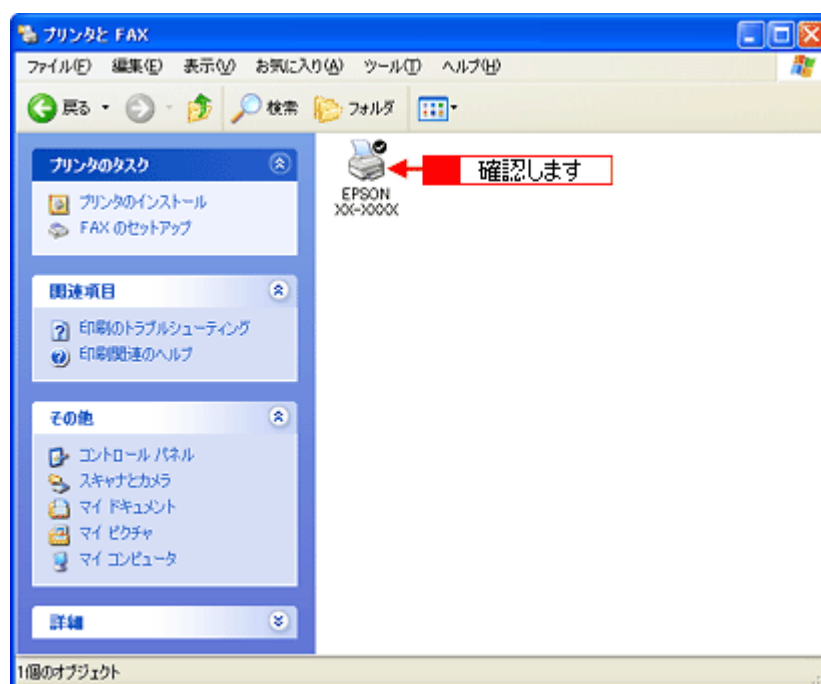 プリンタと FAX
ファイル(F) 編集(E) 表示(V) お気に入り(A) ツール(T) ヘルプ(H)
戻る 検索 フォルダ
プリンタのタスク
プリンタのインストール
FAX のセットアップ
関連項目
印刷のトラブルシューティング
印刷関連のヘルプ
その他
コントロール パネル
スキャナとカメラ
マイ ドキュメント
マイ ピクチャ
マイ コンピュータ
詳細
EPSON
XX-XXXX
確認します
1個のオブジェクト